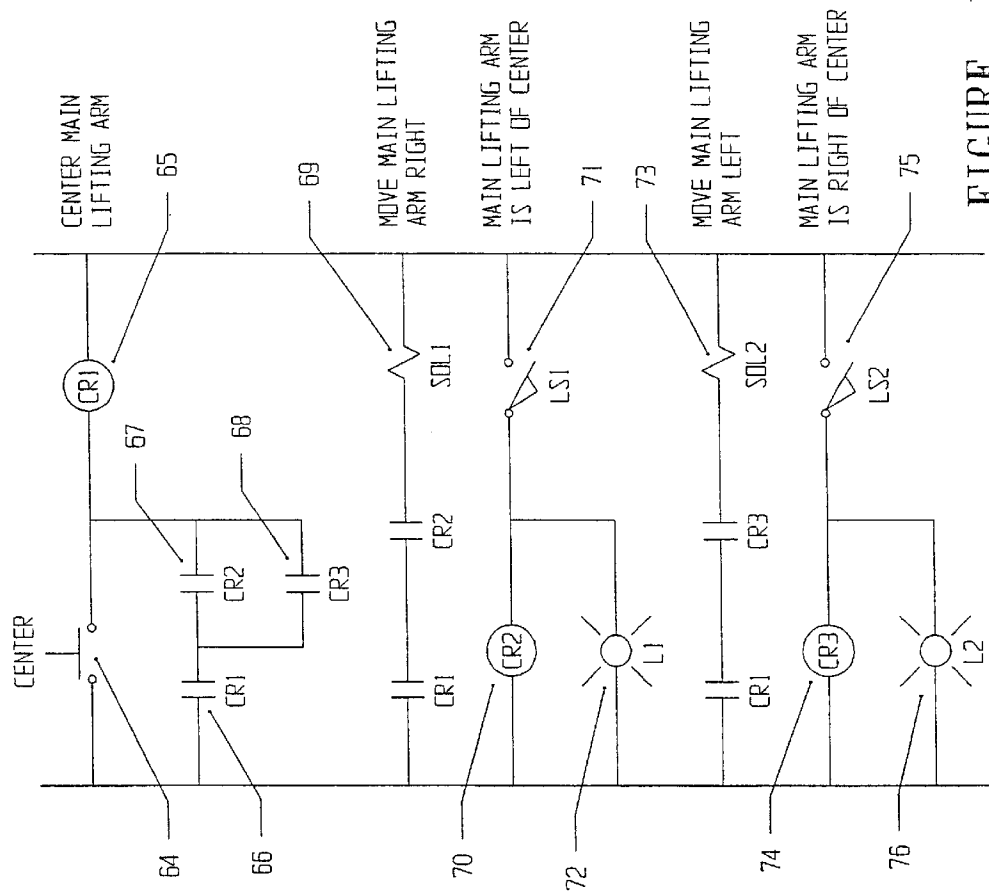 CENTER
CR1
CENTER MAIN
LIFTING ARM
65
67
CR2
68
CR3
CR1
64
66
69
SOL1
MOVE MAIN LIFTING
ARM RIGHT
CR1
CR2
70
CR2
LS1
71
MAIN LIFTING ARM
IS LEFT OF CENTER
72
L1
73
SOL2
MOVE MAIN LIFTING
ARM LEFT
CR1
CR3
74
CR3
LS2
75
MAIN LIFTING ARM
IS RIGHT OF CENTER
76
L2
FIGURE